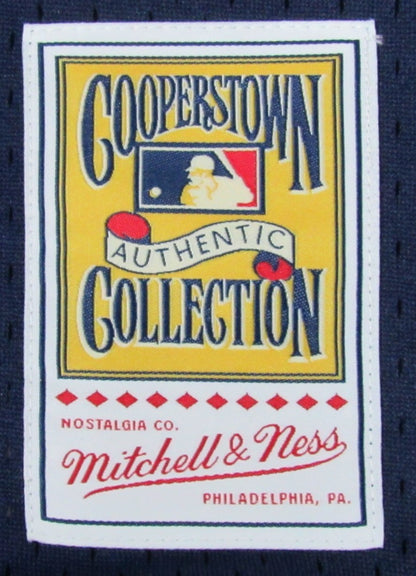 COOPERSTOWN
AUTHENTIC
COLLECTION
NOSTALGIA CO.
Mitchell & Ness
PHILADELPHIA, PA.